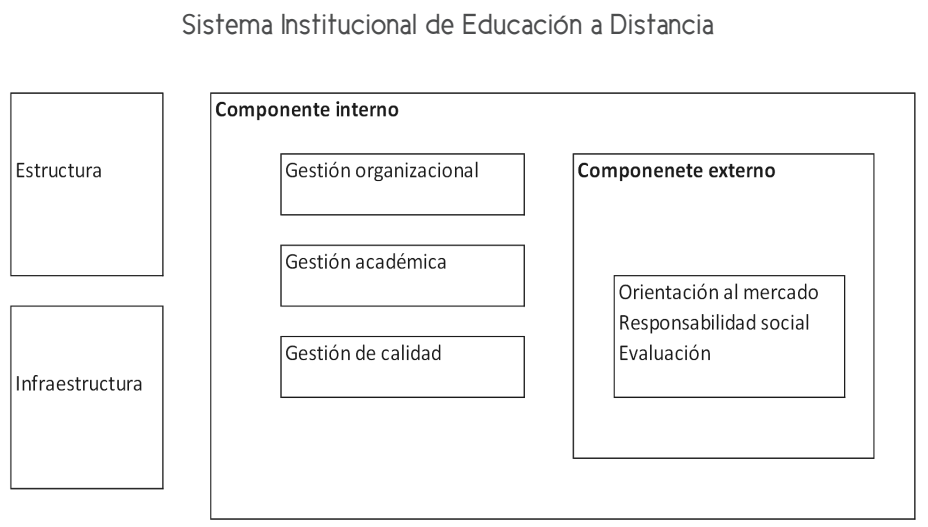 Sistema Institucional de Educación a Distancia
Estructura
Infraestructura
Componente interno
Gestión organizacional
Gestión académica
Gestión de calidad
Componenete externo
Orientación al mercado
Responsabilidad social
Evaluación